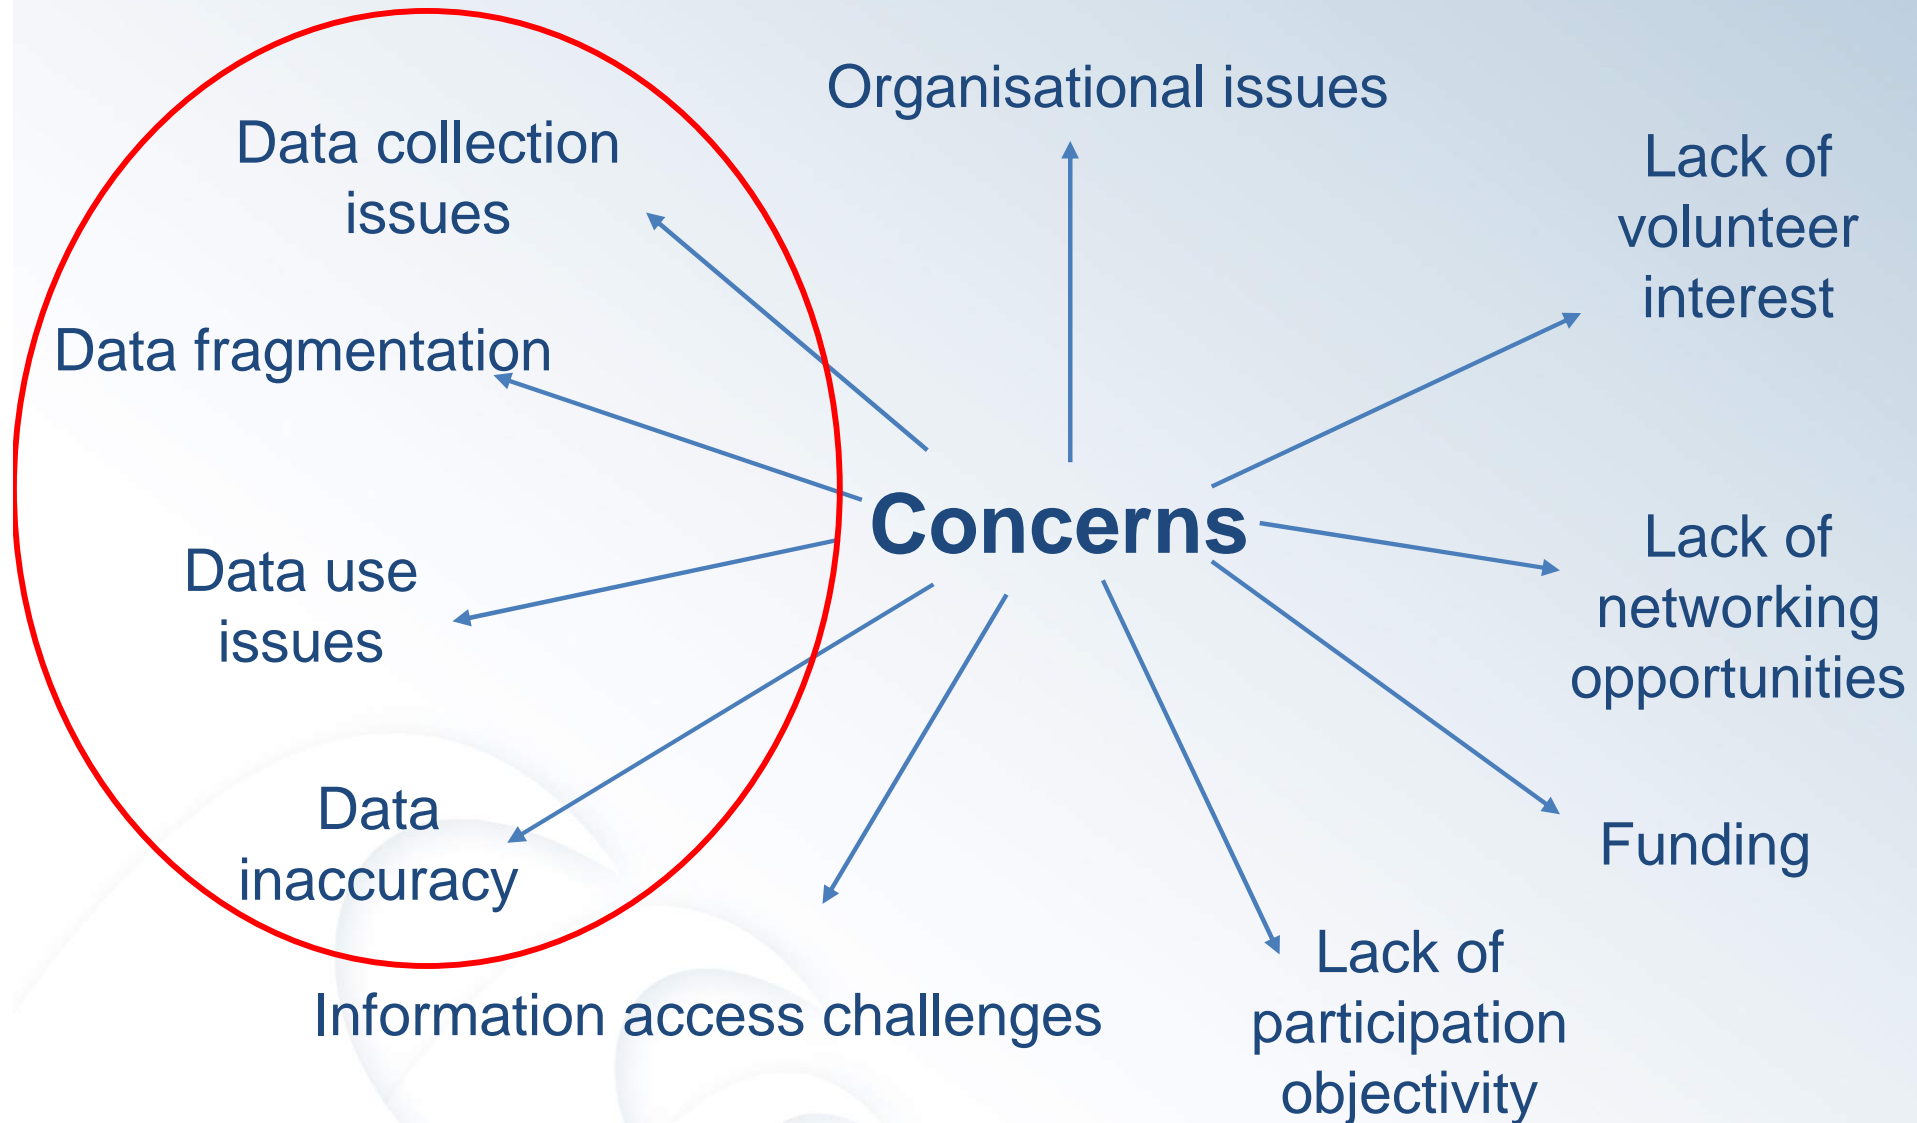 Organisational issues
Data collection
issues
Lack of
volunteer
interest
Data fragmentation
Concerns
Data use
issues
Lack of
networking
opportunities
Data
inaccuracy
Funding
Information access challenges
Lack of
participation
objectivity